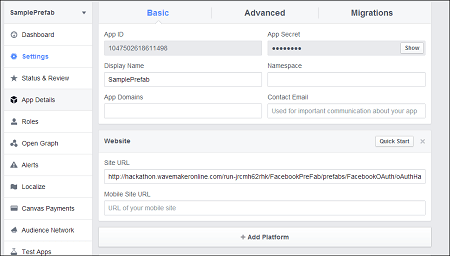 SamplePrefab
Dashboard
Settings
Status & Review
App Details
Roles
Open Graph
Alerts
Localize
Canvas Payments
Audience Network
Test Apps
Basic Advanced Migrations
App ID App Secret
1047502618611498 Show
Display Name Namespace
SamplePrefab
App Domains Contact Email
Used for important communication about your app
Website Quick Start
Site URL
http://hackathon.wavemakeronline.com/run-jrcmh62rhk/FacebookPreFab/prefabs/FacebookOAuth/oAuthHa
Mobile Site URL
URL of your mobile site
+ Add Platform